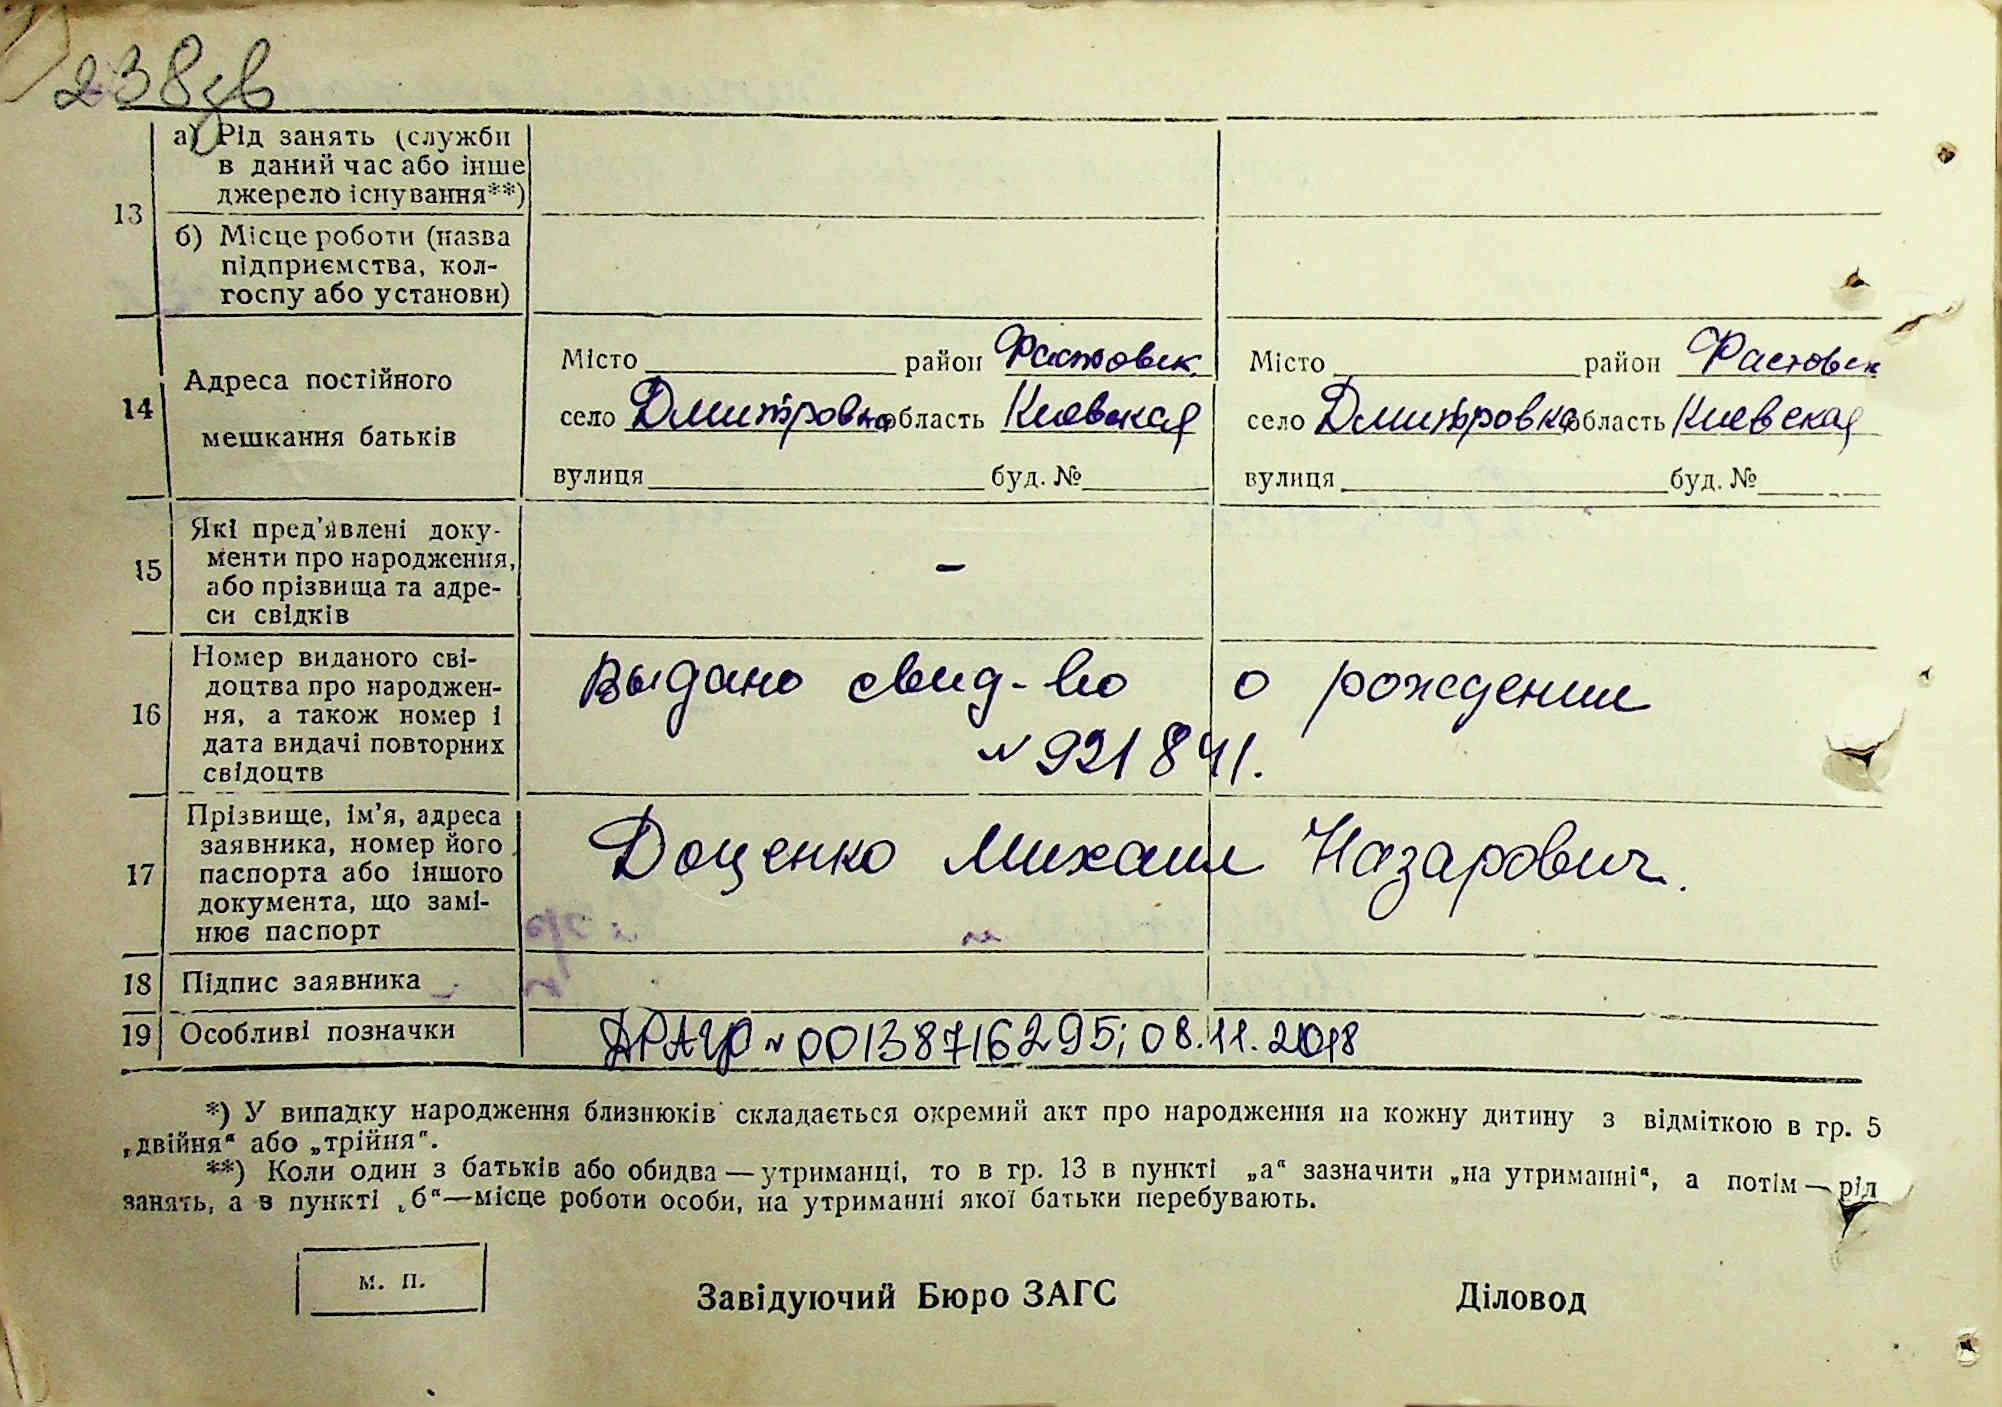 238зв
13
а) Рід занять (служби
в даний час або інше
джерело існування**)
б) Місце роботи (назва
підприємства, кол-
госпу або установи)
14
Адреса постійного
мешкання батьків
Місто район Фастовск.
село Дмитровка область Киевская
вулиця буд. №
Місто район Фастовск
село Дмитровка область Киевская
вулиця буд. №
15
Які пред'явлені доку-
менти про народження,
або прізвища та адре-
си свідків
–
16
Номер виданого сві-
доцтва про народжен-
ня, а також номер і
дата видачі повторних
свідоцтв
Выдано свид-во о рождении
N 921841.
17
Прізвище, ім'я, адреса
заявника, номер його
паспорта або іншого
документа, що замі-
нює паспорт
Доценко Михаил Назарович.
18 Підпис заявника
19 Особливі позначки
ДРАЦС N 00138716295; 08.11.2018
*) У випадку народження близнюків складається окремий акт про народження на кожну дитину з відміткою в гр. 5
„двійня“ або „трійня“.
**) Коли один з батьків або обидва — утриманці, то в гр. 13 в пункті „а“ зазначити „на утриманні“, а потім — рід
занять, а в пункті „б“—місце роботи особи, на утриманні якої батьки перебувають.
м. п.
Завідуючий Бюро ЗАГС
Діловод